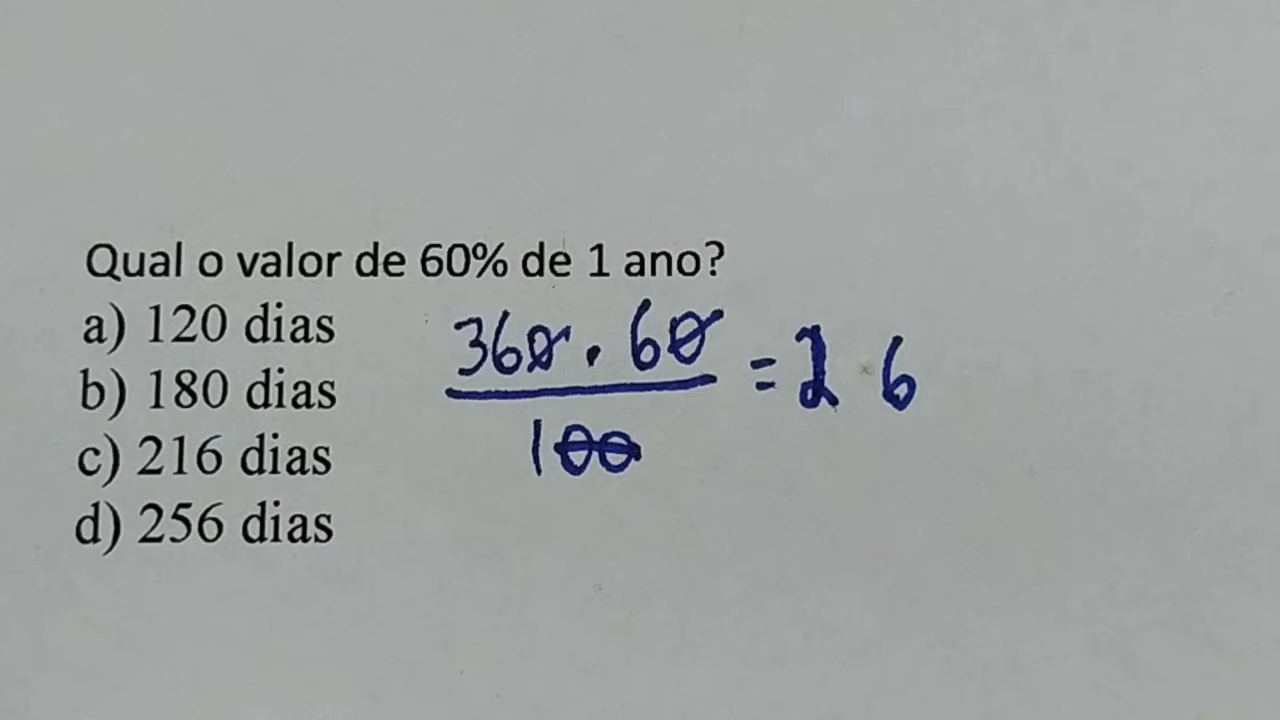 Qual o valor de 60% de 1 ano?
a) 120 dias
b) 180 dias
c) 216 dias
d) 256 dias
360 . 60
100
= 2 6